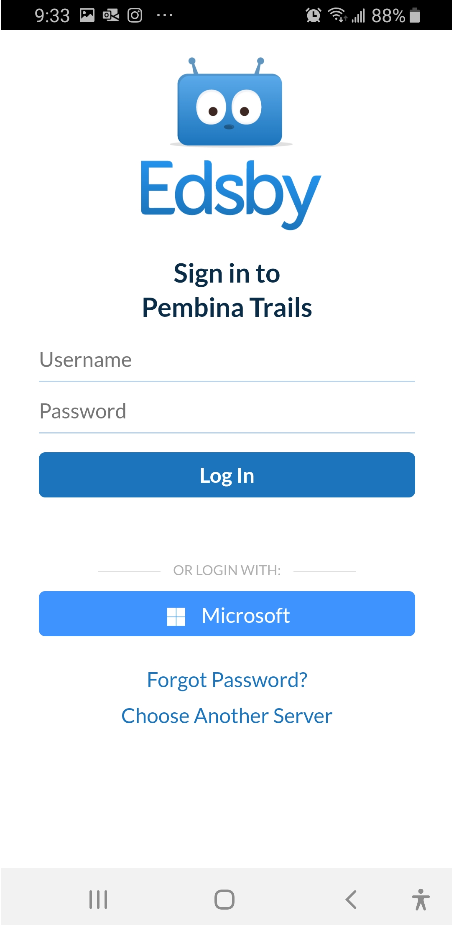 9:33
88%
Edsby
Sign in to
Pembina Trails
Username
Password
Log In
OR LOGIN WITH:
Microsoft
Forgot Password?
Choose Another Server